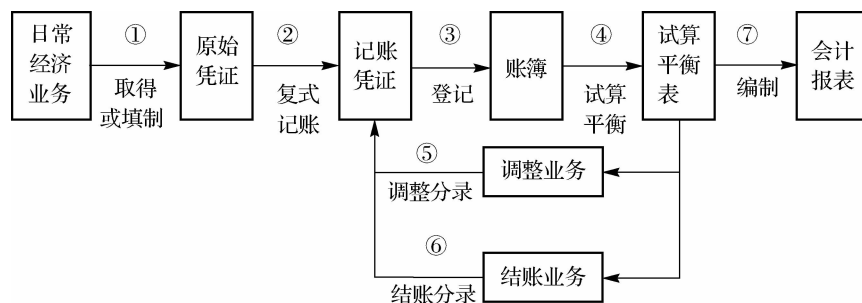 日常
经济
业务
①
取得
或填制
原始
凭证
②
复式
记账
记账
凭证
③
登记
账簿
④
试算
平衡
试算
平衡
表
⑦
编制
会计
报表
⑤
调整分录
调整业务
⑥
结账分录
结账业务